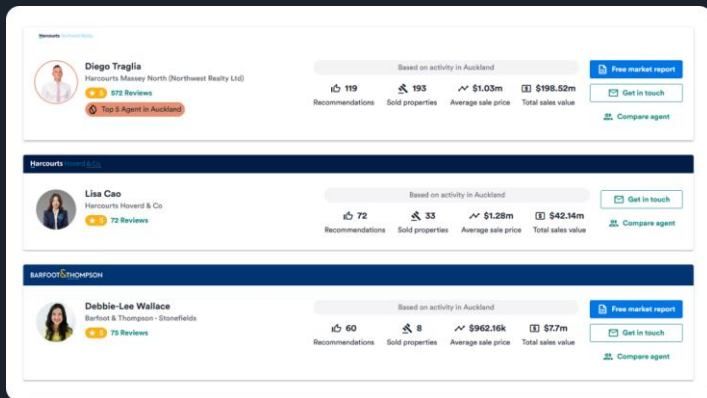 Harcourts Northwest Realty
Diego Traglia
Harcourts Massey North (Northwest Realty Ltd)
★ 5 572 Reviews
Top 5 Agent in Auckland
Based on activity in Auckland
119 193 $1.03m $198.52m
Recommendations Sold properties Average sale price Total sales value
Free market report
Get in touch
Compare agent
Harcourts Hoverd & Co.
Lisa Cao
Harcourts Hoverd & Co
★ 5 72 Reviews
Based on activity in Auckland
72 33 $1.28m $42.14m
Recommendations Sold properties Average sale price Total sales value
Get in touch
Compare agent
BARFOOT & THOMPSON
Debbie-Lee Wallace
Barfoot & Thompson - Stonefields
★ 5 75 Reviews
Based on activity in Auckland
60 8 $962.16k $7.7m
Recommendations Sold properties Average sale price Total sales value
Free market report
Get in touch
Compare agent